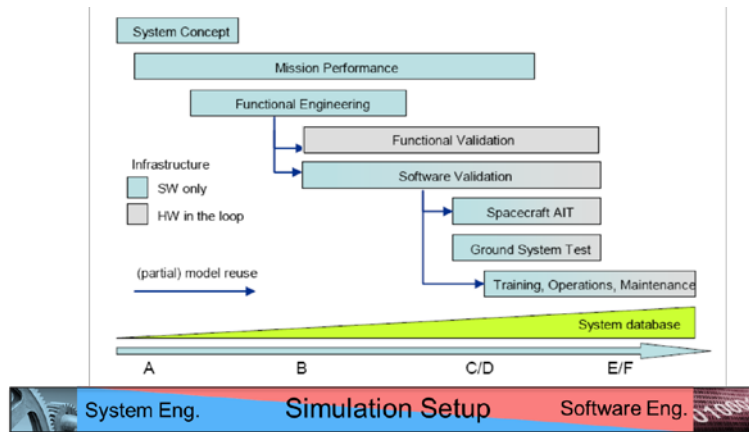 System Concept
Mission Performance
Functional Engineering
Functional Validation
Infrastructure
Software Validation
SW only
HW in the loop
Spacecraft AIT
Ground System Test
(partial) model reuse
Training, Operations, Maintenance
System database
A B C/D E/F
System Eng. Simulation Setup Software Eng.
01000